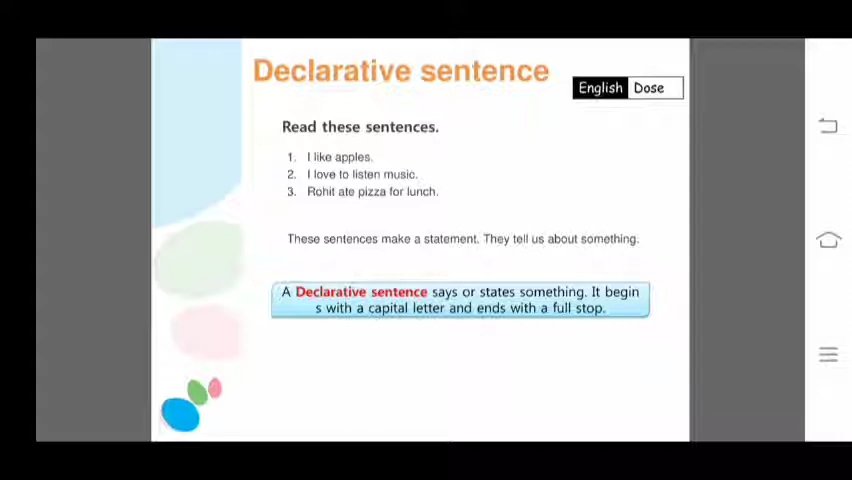 Declarative sentence
English Dose
Read these sentences.
1. I like apples.
2. I love to listen music.
3. Rohit ate pizza for lunch.
These sentences make a statement. They tell us about something.
A Declarative sentence says or states something. It begin
s with a capital letter and ends with a full stop.